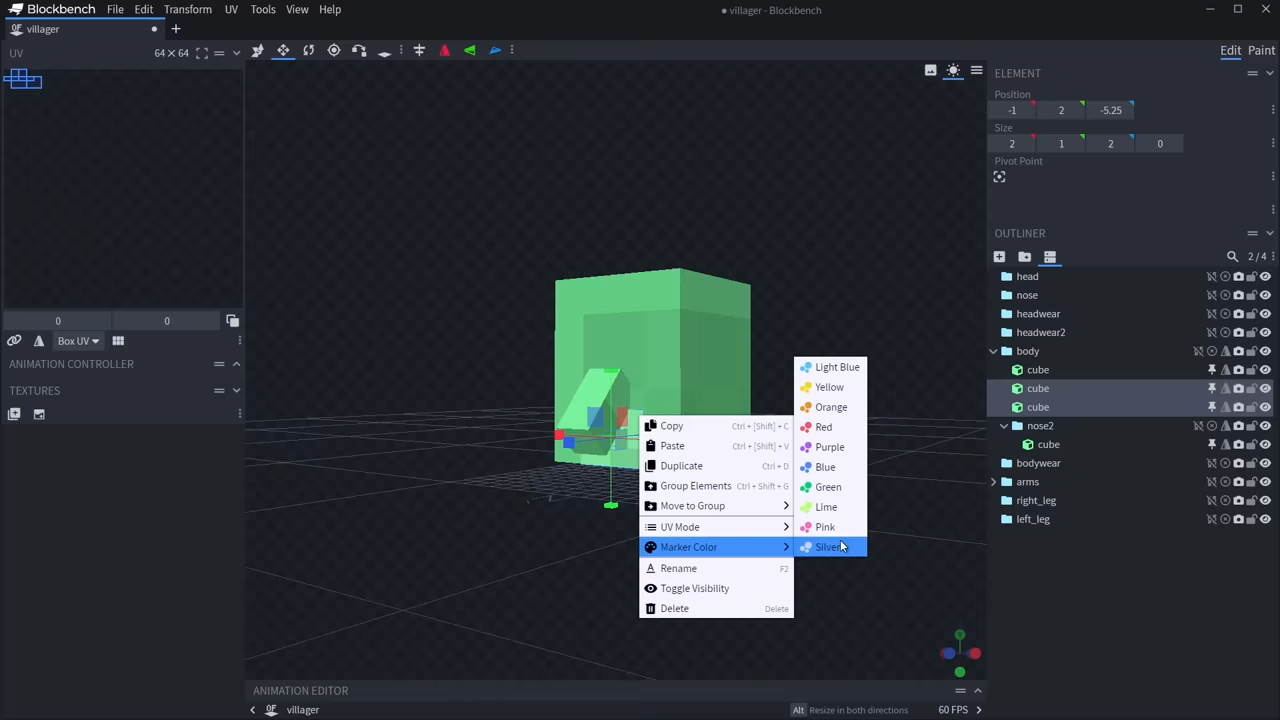 Blockbench File Edit Transform UV Tools View Help
● villager - Blockbench
villager
UV 64 × 64
Edit Paint
ELEMENT
Position
-1 2 -5.25
Size
2 1 2 0
Pivot Point
OUTLINER
2/4
head
nose
headwear
headwear2
body
cube
cube
cube
nose2
cube
bodywear
arms
right_leg
left_leg
0 0
Box UV
ANIMATION CONTROLLER
TEXTURES
Copy Ctrl + [Shift] + C
Paste Ctrl + [Shift] + V
Duplicate Ctrl + D
Group Elements Ctrl + Shift + G
Move to Group
UV Mode
Marker Color
Rename F2
Toggle Visibility
Delete Delete
Light Blue
Yellow
Orange
Red
Purple
Blue
Green
Lime
Pink
Silver
Y
ANIMATION EDITOR
villager
Alt Resize in both directions 60 FPS